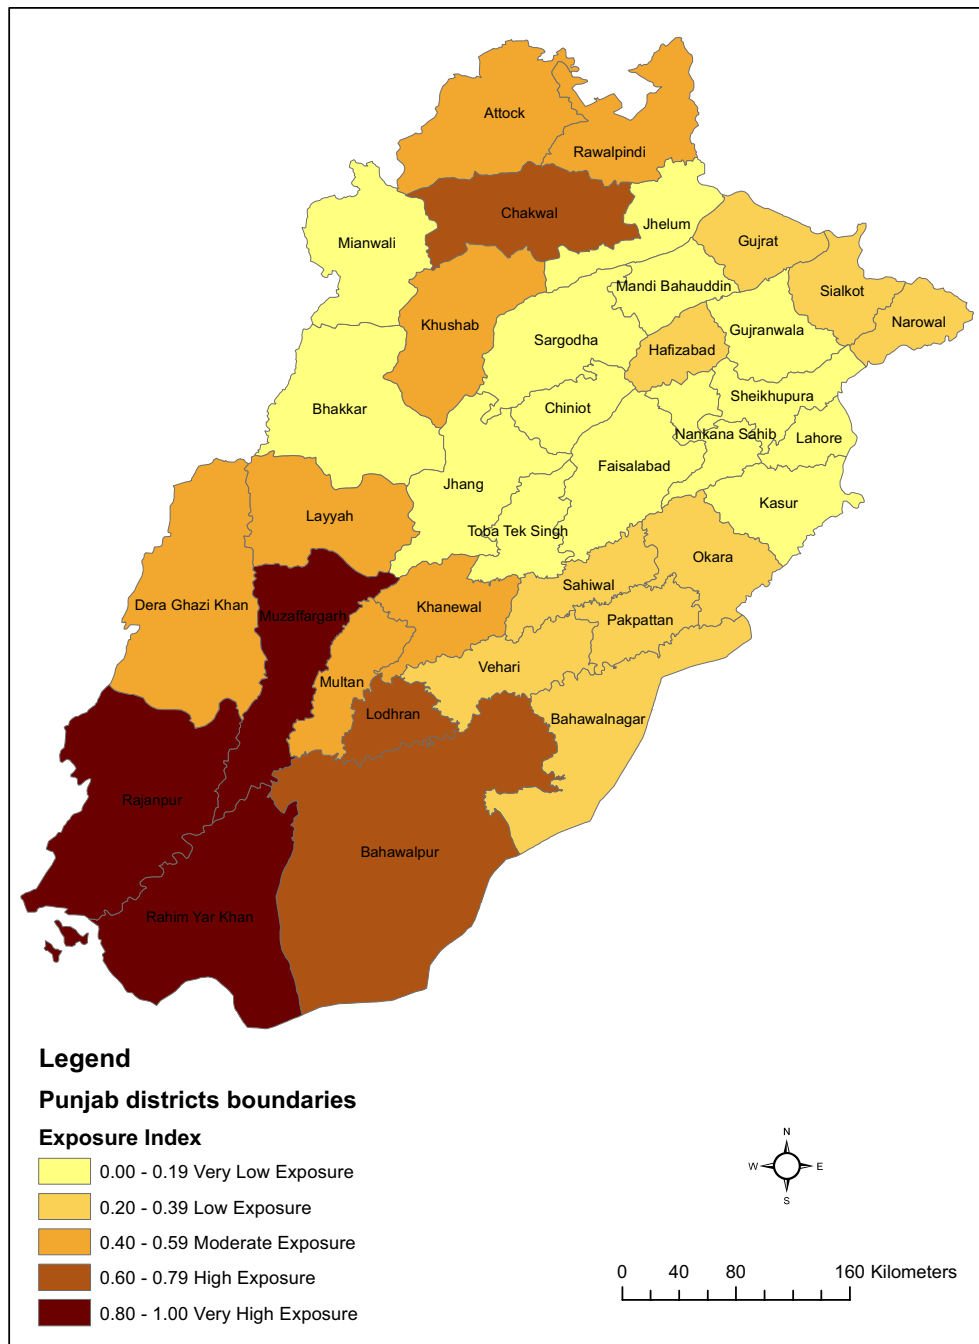 Attock
Rawalpindi
Chakwal
Jhelum
Mianwali
Gujrat
Mandi Bahauddin
Sialkot
Narowal
Khushab
Gujranwala
Sargodha
Hafizabad
Sheikhupura
Bhakkar
Chiniot
Nankana Sahib
Lahore
Faisalabad
Jhang
Kasur
Layyah
Toba Tek Singh
Okara
Sahiwal
Dera Ghazi Khan
Khanewal
Muzaffargarh
Pakpattan
Vehari
Multan
Lodhran
Bahawalnagar
Rajanpur
Bahawalpur
Rahim Yar Khan
Legend
Punjab districts boundaries
Exposure Index
0.00 - 0.19 Very Low Exposure
0.20 - 0.39 Low Exposure
0.40 - 0.59 Moderate Exposure
0.60 - 0.79 High Exposure
0.80 - 1.00 Very High Exposure
N
W E
S
0 40 80 160 Kilometers